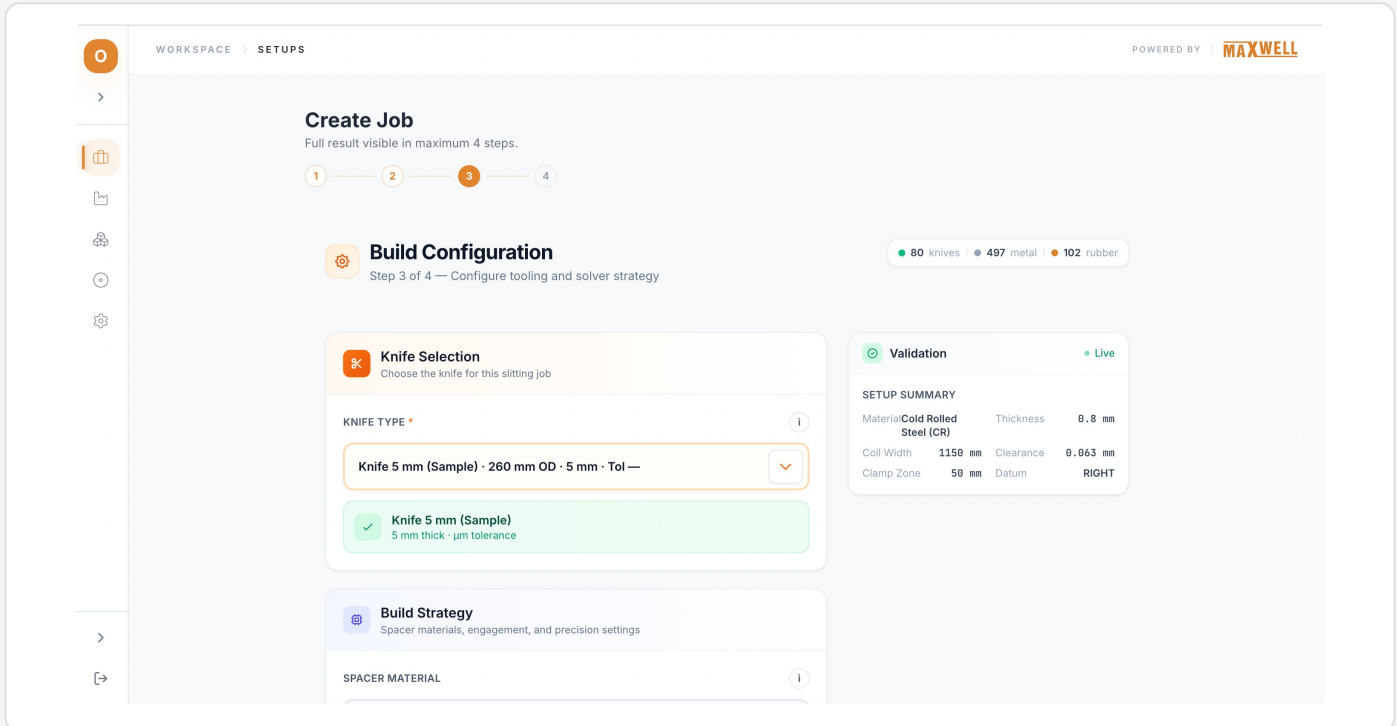 O
WORKSPACE > SETUPS
POWERED BY | MAXWELL
Create Job
Full result visible in maximum 4 steps.
1 2 3 4
Build Configuration
Step 3 of 4 — Configure tooling and solver strategy
80 knives | 497 metal | 102 rubber
Knife Selection
Choose the knife for this slitting job
KNIFE TYPE *
i
Knife 5 mm (Sample) · 260 mm OD · 5 mm · Tol —
Knife 5 mm (Sample)
5 mm thick · µm tolerance
Build Strategy
Spacer materials, engagement, and precision settings
SPACER MATERIAL
i
Validation
Live
SETUP SUMMARY
Material Cold Rolled Steel (CR) Thickness 0.8 mm
Coil Width 1150 mm Clearance 0.063 mm
Clamp Zone 50 mm Datum RIGHT